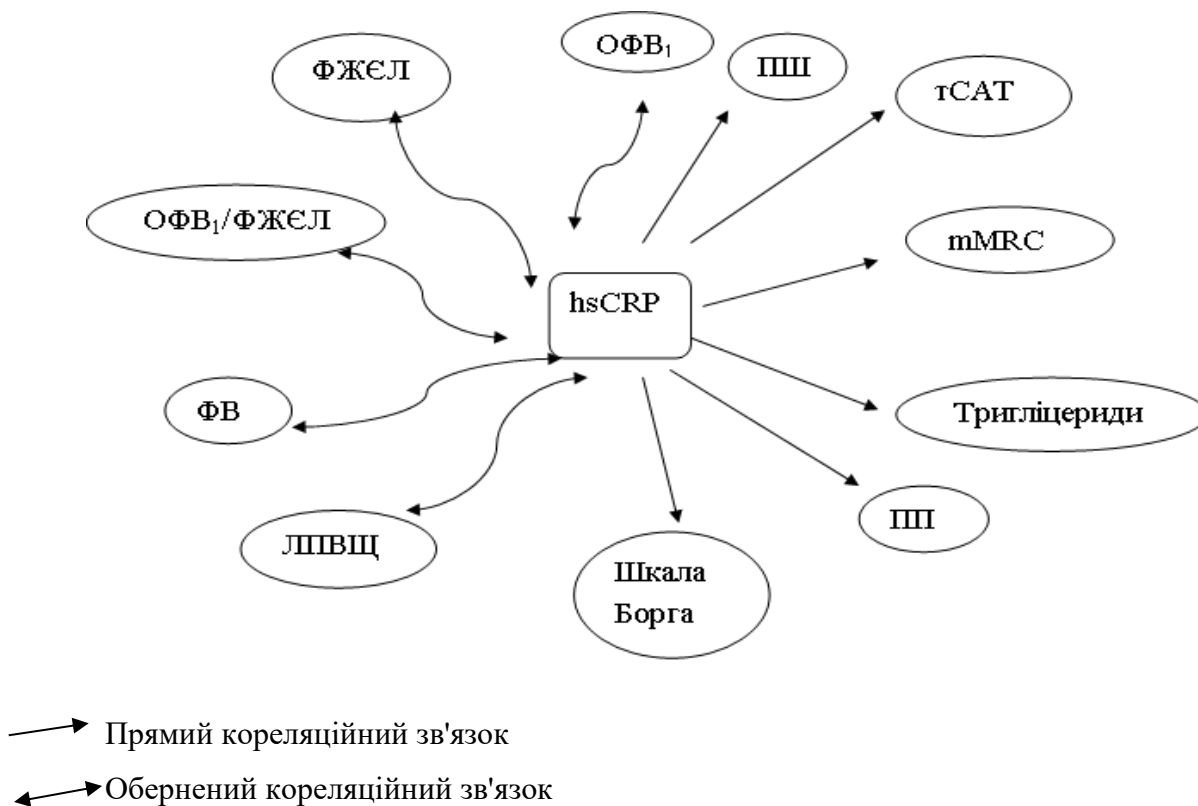 ОФВ₁
ПШ
ФЖЄЛ
тСАТ
ОФВ₁/ФЖЄЛ
mMRC
hsCRP
ФВ
Тригліцериди
ПП
ЛПВЩ
Шкала
Борга
Прямий кореляційний зв'язок
Обернений кореляційний зв'язок